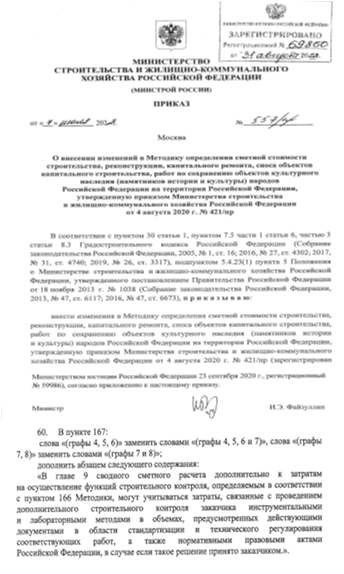 МИНИСТЕРСТВО ЮСТИЦИИ РОССИЙСКОЙ ФЕДЕРАЦИИ
ЗАРЕГИСТРИРОВАНО
Регистрационный № 69860
от "31" августа 2022
МИНИСТЕРСТВО
СТРОИТЕЛЬСТВА И ЖИЛИЩНО-КОММУНАЛЬНОГО
ХОЗЯЙСТВА РОССИЙСКОЙ ФЕДЕРАЦИИ
(МИНСТРОЙ РОССИИ)
ПРИКАЗ
от «7» июля 2022 г. № 557/пр
Москва
О внесении изменений в Методику определения сметной стоимости
строительства, реконструкции, капитального ремонта, сноса объектов
капитального строительства, работ по сохранению объектов культурного
наследия (памятников истории и культуры) народов
Российской Федерации на территории Российской Федерации,
утвержденную приказом Министерства строительства
и жилищно-коммунального хозяйства Российской Федерации
от 4 августа 2020 г. № 421/пр
В соответствии с пунктом 30 статьи 1, пунктом 7.5 части 1 статьи 6, частью 3
статьи 8.3 Градостроительного кодекса Российской Федерации (Собрание
законодательства Российской Федерации, 2005, № 1, ст. 16; 2016, № 27, ст. 4302; 2017,
№ 31, ст. 4740; 2019, № 26, ст. 3317), подпунктом 5.4.23(1) пункта 5 Положения
о Министерстве строительства и жилищно-коммунального хозяйства Российской
Федерации, утвержденного постановлением Правительства Российской Федерации
от 18 ноября 2013 г. № 1038 (Собрание законодательства Российской Федерации,
2013, № 47, ст. 6117; 2016, № 47, ст. 6673), п р и к а з ы в а ю:
внести изменения в Методику определения сметной стоимости строительства,
реконструкции, капитального ремонта, сноса объектов капитального строительства,
работ по сохранению объектов культурного наследия (памятников истории
и культуры) народов Российской Федерации на территории Российской Федерации,
утвержденную приказом Министерства строительства и жилищно-коммунального
хозяйства Российской Федерации от 4 августа 2020 г. № 421/пр (зарегистрирован
Министерством юстиции Российской Федерации 23 сентября 2020 г., регистрационный
№ 59986), согласно приложению к настоящему приказу.
Министр И.Э. Файзуллин
60. В пункте 167:
слова «(графы 4, 5, 6)» заменить словами «(графы 4, 5, 6 и 7)», слова «(графы
7, 8)» заменить словами «(графы 7 и 8)»;
дополнить абзацем следующего содержания:
«В главе 9 сводного сметного расчета дополнительно к затратам
на осуществление функций строительного контроля, определяемым в соответствии
с пунктом 166 Методики, могут учитываться затраты, связанные с проведением
дополнительного строительного контроля заказчика инструментальными
и лабораторными методами в объемах, предусмотренных действующими
документами в области стандартизации и технического регулирования
соответствующих работ, а также нормативными правовыми актами
Российской Федерации, в случае если такое решение принято заказчиком.».